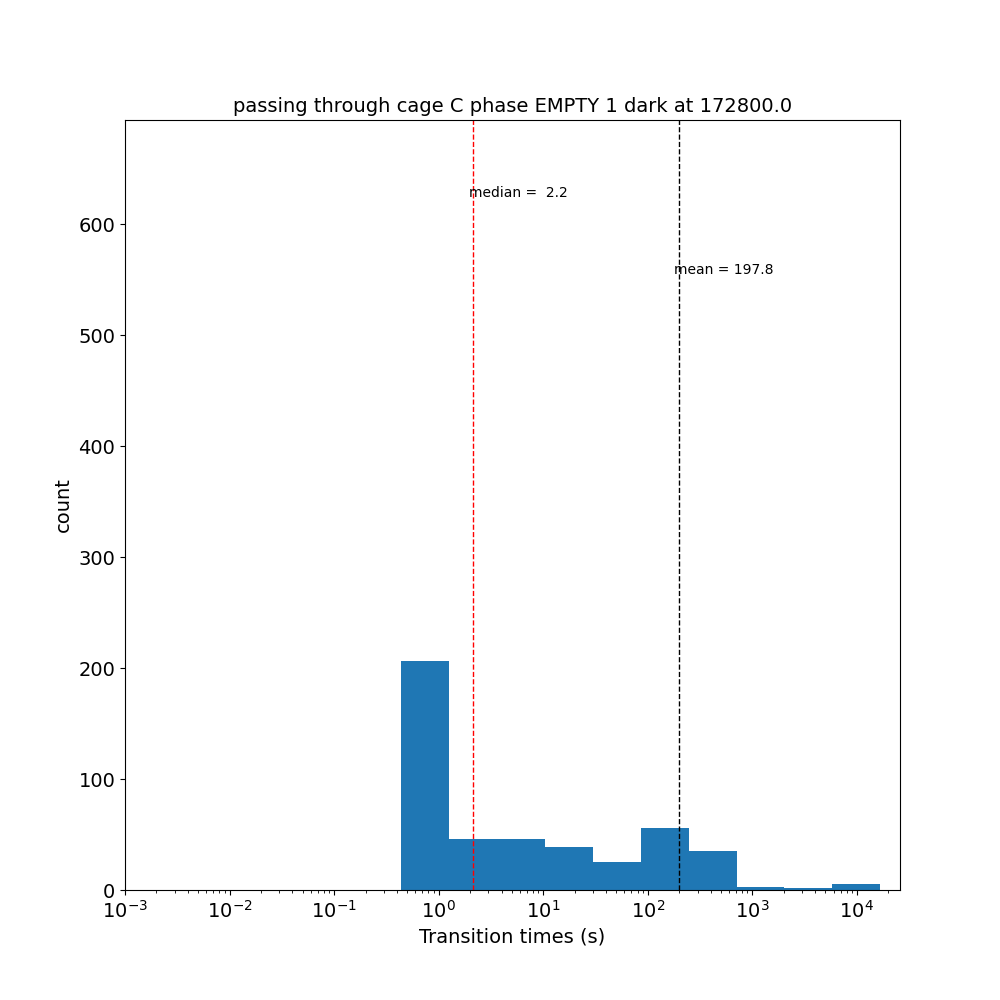 passing through cage C phase EMPTY 1 dark at 172800.0
median =  2.2
mean = 197.8
600
500
400
300
200
100
0
count
10⁻³ 10⁻² 10⁻¹ 10⁰ 10¹ 10² 10³ 10⁴
Transition times (s)